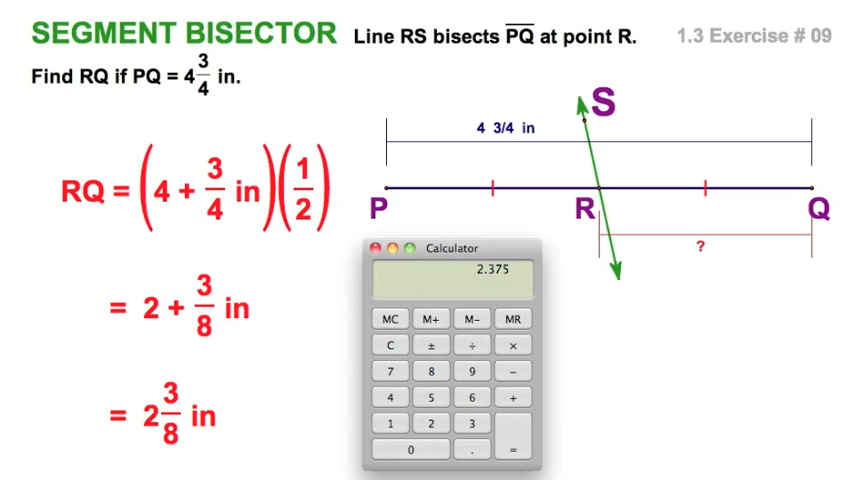 SEGMENT BISECTOR Line RS bisects PQ at point R. 1.3 Exercise # 09
Find RQ if PQ = 4 3/4 in.
RQ = (4 + 3/4 in)(1/2)
= 2 + 3/8 in
= 2 3/8 in
S
4 3/4 in
P R Q
?
Calculator
2.375
MC M+ M− MR
C ± ÷ ×
7 8 9 −
4 5 6 +
1 2 3
0 . =